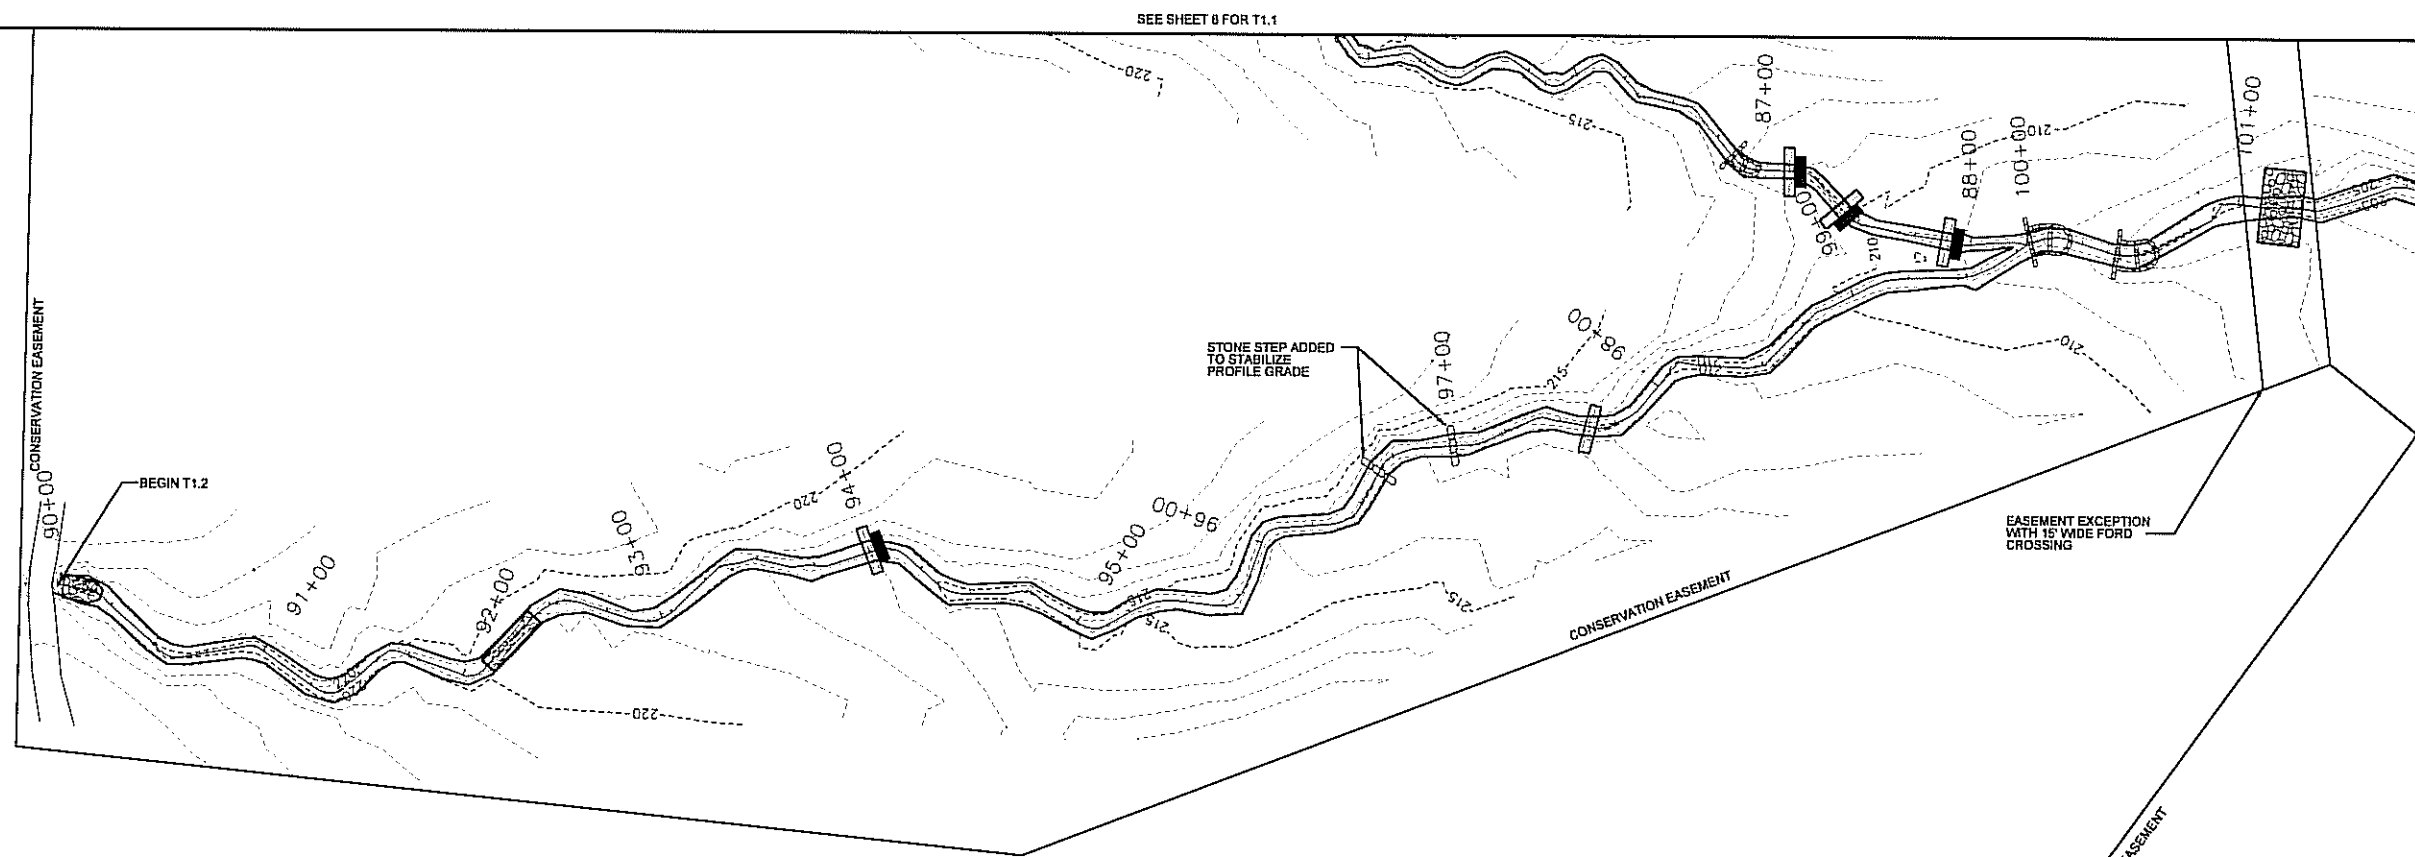 SEE SHEET 8 FOR T1.1
220
215
87+00
88+00
100+00
210
101+00
205
99+00
210
CONSERVATION EASEMENT
90+00
BEGIN T1.2
91+00
92+00
93+00
94+00
220
95+00
96+00
STONE STEP ADDED
TO STABILIZE
PROFILE GRADE
97+00
215
98+00
210
210
215
215
215
220
CONSERVATION EASEMENT
EASEMENT EXCEPTION
WITH 15' WIDE FORD
CROSSING
EASEMENT